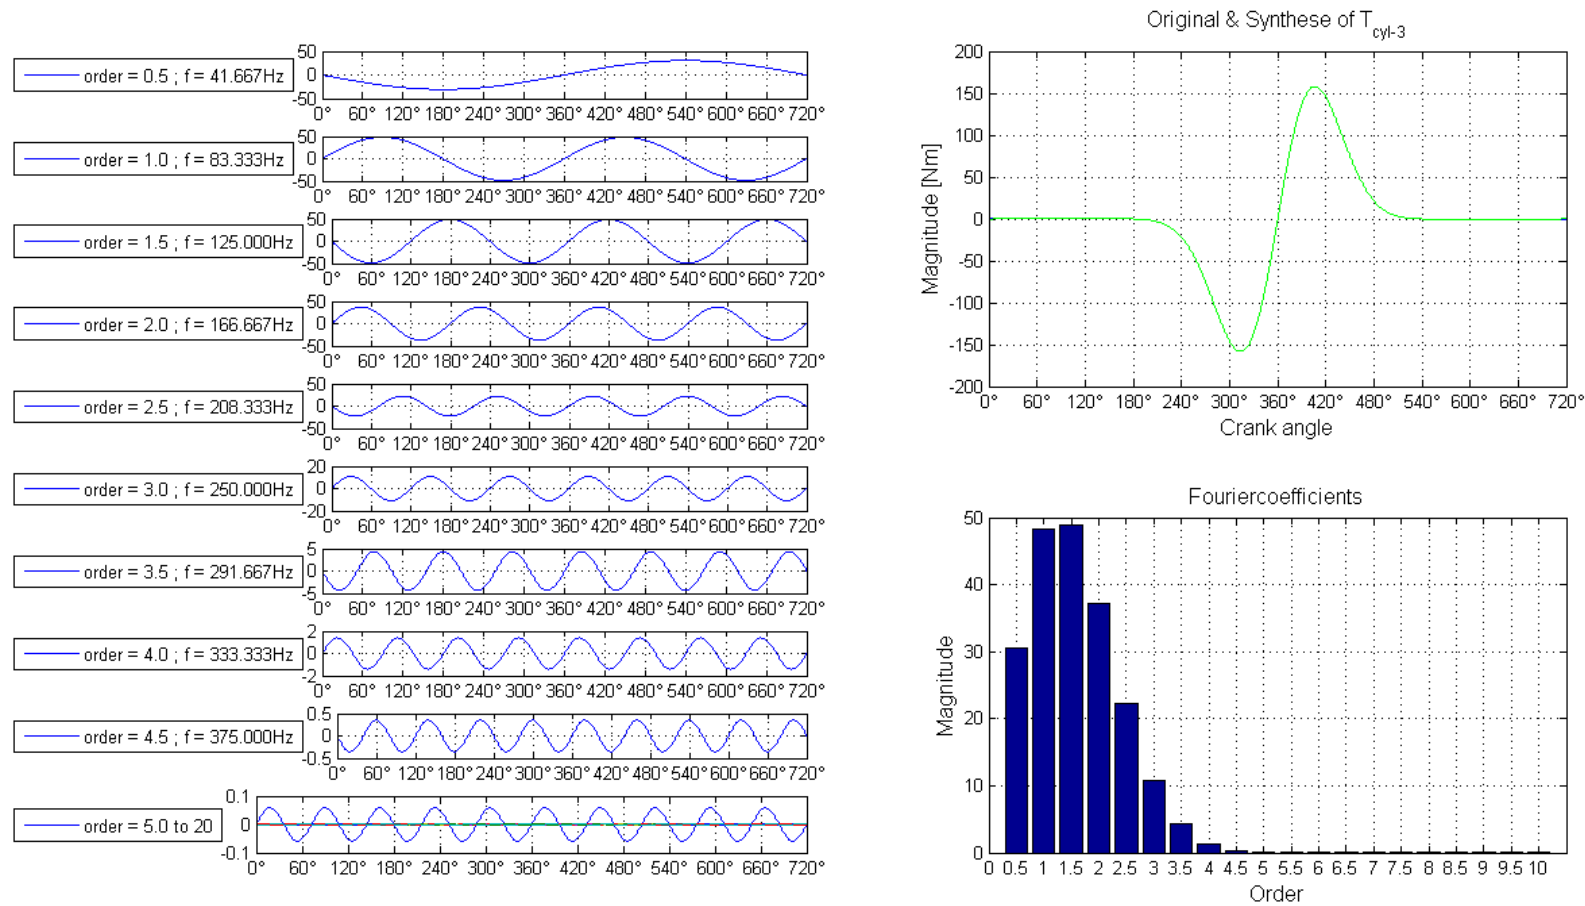 order = 0.5 ; f = 41.667Hz
50
0
-50
0° 60° 120° 180° 240° 300° 360° 420° 480° 540° 600° 660° 720°
order = 1.0 ; f = 83.333Hz
50
0
-50
0° 60° 120° 180° 240° 300° 360° 420° 480° 540° 600° 660° 720°
order = 1.5 ; f = 125.000Hz
50
0
-50
0° 60° 120° 180° 240° 300° 360° 420° 480° 540° 600° 660° 720°
order = 2.0 ; f = 166.667Hz
50
0
-50
0° 60° 120° 180° 240° 300° 360° 420° 480° 540° 600° 660° 720°
order = 2.5 ; f = 208.333Hz
50
0
-50
0° 60° 120° 180° 240° 300° 360° 420° 480° 540° 600° 660° 720°
order = 3.0 ; f = 250.000Hz
20
0
-20
0° 60° 120° 180° 240° 300° 360° 420° 480° 540° 600° 660° 720°
order = 3.5 ; f = 291.667Hz
5
0
-5
0° 60° 120° 180° 240° 300° 360° 420° 480° 540° 600° 660° 720°
order = 4.0 ; f = 333.333Hz
2
0
-2
0° 60° 120° 180° 240° 300° 360° 420° 480° 540° 600° 660° 720°
order = 4.5 ; f = 375.000Hz
0.5
0
-0.5
0° 60° 120° 180° 240° 300° 360° 420° 480° 540° 600° 660° 720°
order = 5.0 to 20
0.1
0
-0.1
0° 60° 120° 180° 240° 300° 360° 420° 480° 540° 600° 660° 720°
Original & Synthese of T_cyl-3
200
150
100
50
0
-50
-100
-150
-200
Magnitude [Nm]
0° 60° 120° 180° 240° 300° 360° 420° 480° 540° 600° 660° 720°
Crank angle
Fouriercoefficients
50
40
30
20
10
0
Magnitude
0 0.5 1 1.5 2 2.5 3 3.5 4 4.5 5 5.5 6 6.5 7 7.5 8 8.5 9 9.5 10
Order